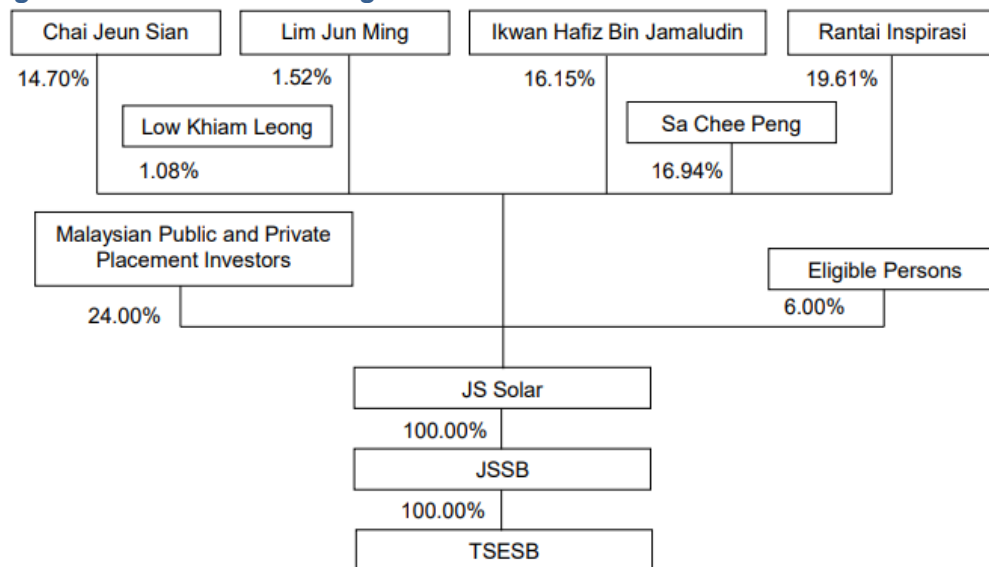 Chai Jeun Sian
Lim Jun Ming
Ikwan Hafiz Bin Jamaludin
Rantai Inspirasi
14.70%
1.52%
16.15%
19.61%
Low Khiam Leong
Sa Chee Peng
1.08%
16.94%
Malaysian Public and Private
Placement Investors
Eligible Persons
24.00%
6.00%
JS Solar
100.00%
JSSB
100.00%
TSESB